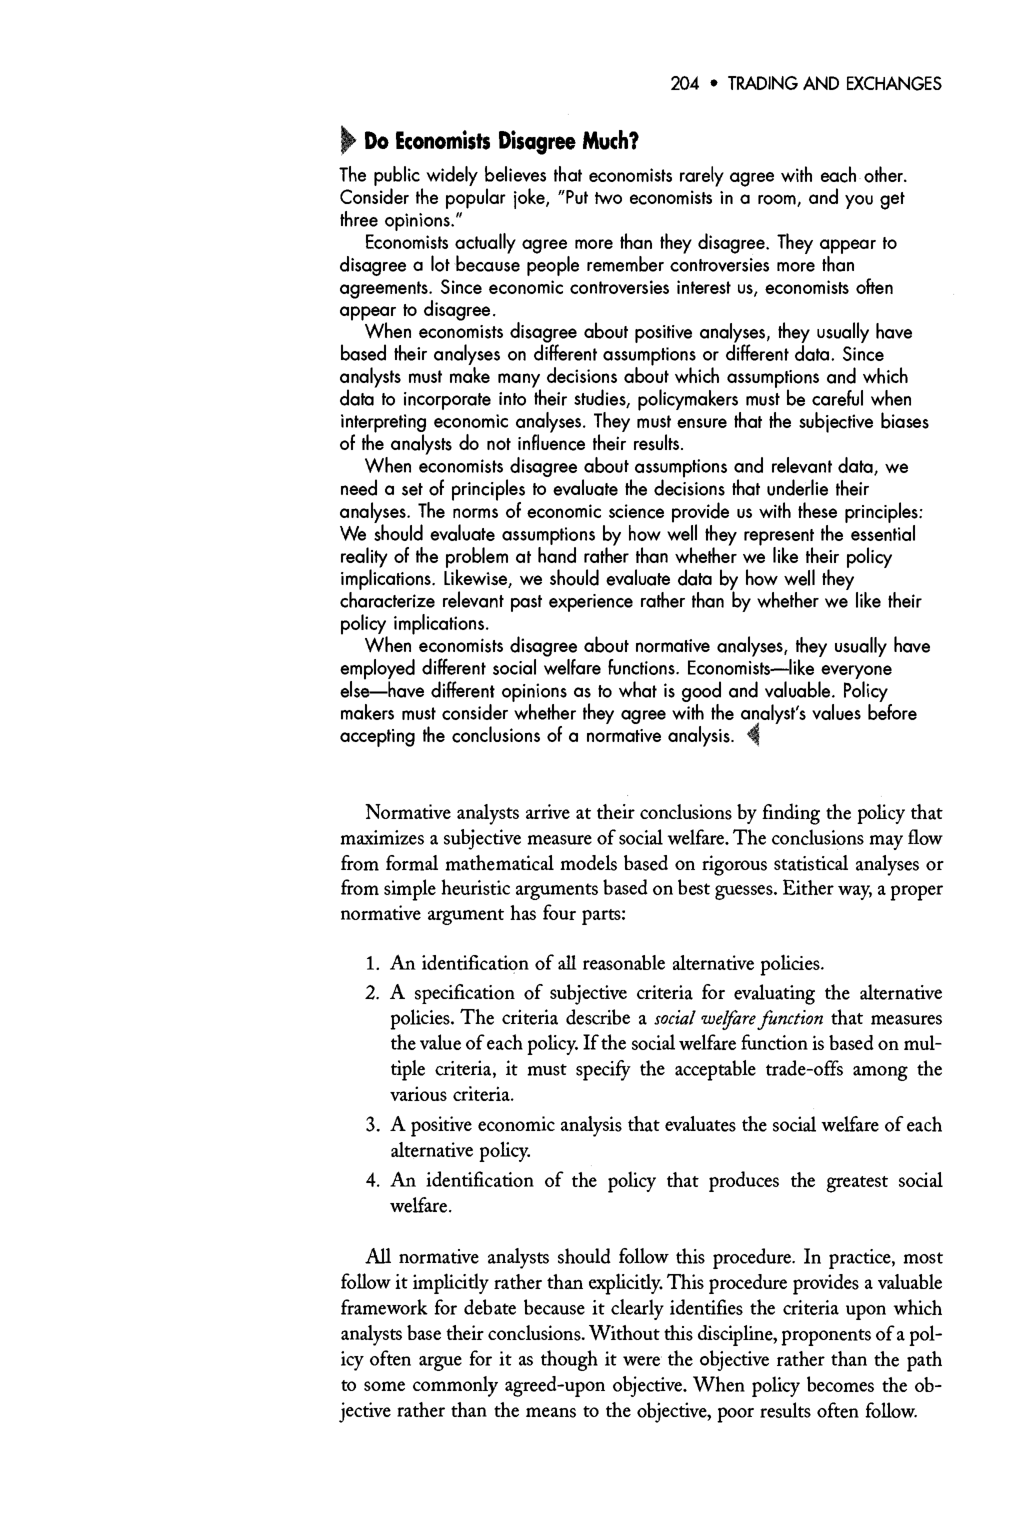 204 • TRADING AND EXCHANGES
Do Economists Disagree Much?
The public widely believes that economists rarely agree with each other.
Consider the popular joke, "Put two economists in a room, and you get
three opinions."
Economists actually agree more than they disagree. They appear to
disagree a lot because people remember controversies more than
agreements. Since economic controversies interest us, economists often
appear to disagree.
When economists disagree about positive analyses, they usually have
based their analyses on different assumptions or different data. Since
analysts must make many decisions about which assumptions and which
data to incorporate into their studies, policymakers must be careful when
interpreting economic analyses. They must ensure that the subjective biases
of the analysts do not influence their results.
When economists disagree about assumptions and relevant data, we
need a set of principles to evaluate the decisions that underlie their
analyses. The norms of economic science provide us with these principles:
We should evaluate assumptions by how well they represent the essential
reality of the problem at hand rather than whether we like their policy
implications. Likewise, we should evaluate data by how well they
characterize relevant past experience rather than by whether we like their
policy implications.
When economists disagree about normative analyses, they usually have
employed different social welfare functions. Economists—like everyone
else—have different opinions as to what is good and valuable. Policy
makers must consider whether they agree with the analyst's values before
accepting the conclusions of a normative analysis.
Normative analysts arrive at their conclusions by finding the policy that
maximizes a subjective measure of social welfare. The conclusions may flow
from formal mathematical models based on rigorous statistical analyses or
from simple heuristic arguments based on best guesses. Either way, a proper
normative argument has four parts:
1. An identification of all reasonable alternative policies.
2. A specification of subjective criteria for evaluating the alternative
policies. The criteria describe a social welfare function that measures
the value of each policy. If the social welfare function is based on mul-
tiple criteria, it must specify the acceptable trade-offs among the
various criteria.
3. A positive economic analysis that evaluates the social welfare of each
alternative policy.
4. An identification of the policy that produces the greatest social
welfare.
All normative analysts should follow this procedure. In practice, most
follow it implicitly rather than explicitly. This procedure provides a valuable
framework for debate because it clearly identifies the criteria upon which
analysts base their conclusions. Without this discipline, proponents of a pol-
icy often argue for it as though it were the objective rather than the path
to some commonly agreed-upon objective. When policy becomes the ob-
jective rather than the means to the objective, poor results often follow.